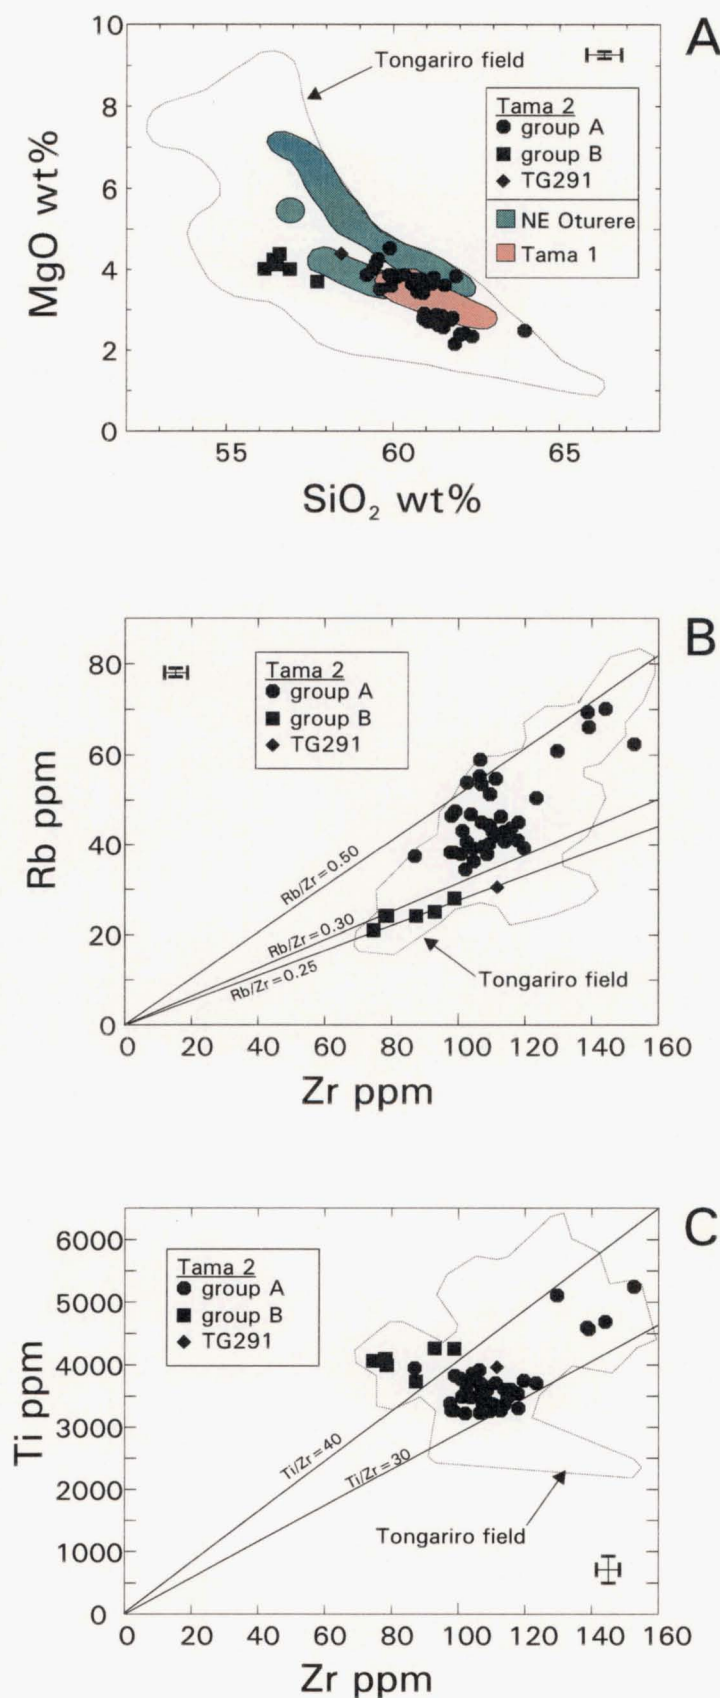 A
10
8
6
4
2
0
MgO wt%
Tongariro field
Tama 2
group A
group B
TG291
NE Oturere
Tama 1
55
60
65
SiO₂ wt%
B
80
60
40
20
0
Rb ppm
Tama 2
group A
group B
TG291
Rb/Zr=0.50
Rb/Zr=0.30
Rb/Zr=0.25
Tongariro field
0
20
40
60
80
100
120
140
160
Zr ppm
C
6000
5000
4000
3000
2000
1000
0
Ti ppm
Tama 2
group A
group B
TG291
Ti/Zr=40
Ti/Zr=30
Tongariro field
0
20
40
60
80
100
120
140
160
Zr ppm